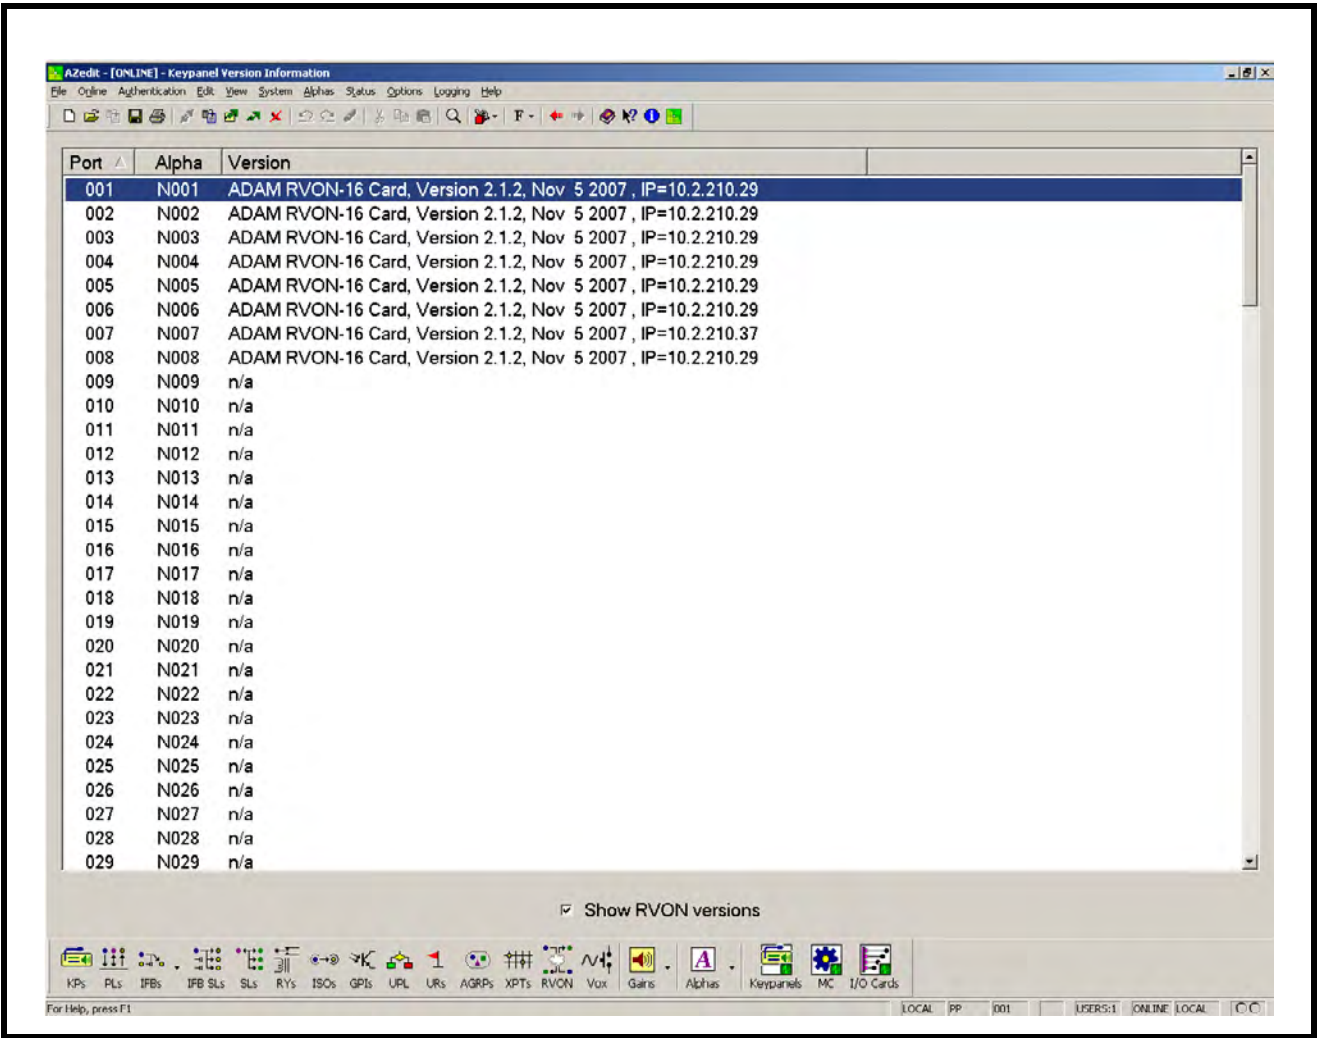 AZedit - [ONLINE] - Keypanel Version Information
File Online Authentication Edit View System Alphas Status Options Logging Help
F
Port Alpha Version
001 N001 ADAM RVON-16 Card, Version 2.1.2, Nov 5 2007 , IP=10.2.210.29
002 N002 ADAM RVON-16 Card, Version 2.1.2, Nov 5 2007 , IP=10.2.210.29
003 N003 ADAM RVON-16 Card, Version 2.1.2, Nov 5 2007 , IP=10.2.210.29
004 N004 ADAM RVON-16 Card, Version 2.1.2, Nov 5 2007 , IP=10.2.210.29
005 N005 ADAM RVON-16 Card, Version 2.1.2, Nov 5 2007 , IP=10.2.210.29
006 N006 ADAM RVON-16 Card, Version 2.1.2, Nov 5 2007 , IP=10.2.210.29
007 N007 ADAM RVON-16 Card, Version 2.1.2, Nov 5 2007 , IP=10.2.210.37
008 N008 ADAM RVON-16 Card, Version 2.1.2, Nov 5 2007 , IP=10.2.210.29
009 N009 n/a
010 N010 n/a
011 N011 n/a
012 N012 n/a
013 N013 n/a
014 N014 n/a
015 N015 n/a
016 N016 n/a
017 N017 n/a
018 N018 n/a
019 N019 n/a
020 N020 n/a
021 N021 n/a
022 N022 n/a
023 N023 n/a
024 N024 n/a
025 N025 n/a
026 N026 n/a
027 N027 n/a
028 N028 n/a
029 N029 n/a
Show RVON versions
KPs PLs IFBs IFB SLs SLs RYs ISOs GPIs UPL URs AGRPs XPTs RVON Vox Gains Alphas Keypanels MC I/O Cards
For Help, press F1 LOCAL PP 001 USERS:1 ONLINE LOCAL